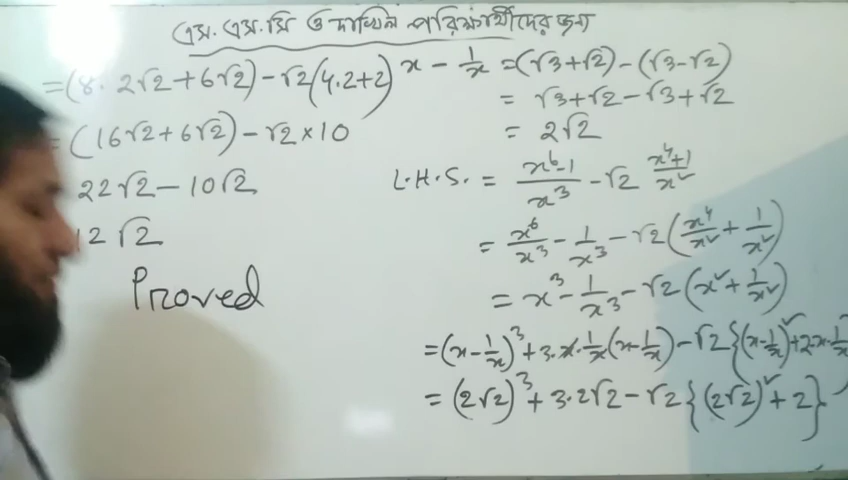 এস. এস. সি ও দাখিল পরিক্ষার্থীদের জন্য
x - 1/x = (√3+√2) - (√3-√2)
= √3+√2-√3+√2
= 2√2
L.H.S. = (x⁶-1)/x³ - √2 (x⁴+1)/x²
= x⁶/x³ - 1/x³ - √2(x⁴/x² + 1/x²)
= x³ - 1/x³ - √2(x² + 1/x²)
= (x-1/x)³ + 3.x.1/x(x-1/x) - √2{(x-1/x)² + 2.x.1/x}
= (2√2)³ + 3.2√2 - √2{(2√2)² + 2}
= (8. 2√2 + 6√2) - √2(4.2+2)
= (16√2 + 6√2) - √2 × 10
22√2 - 10√2
12√2
Proved